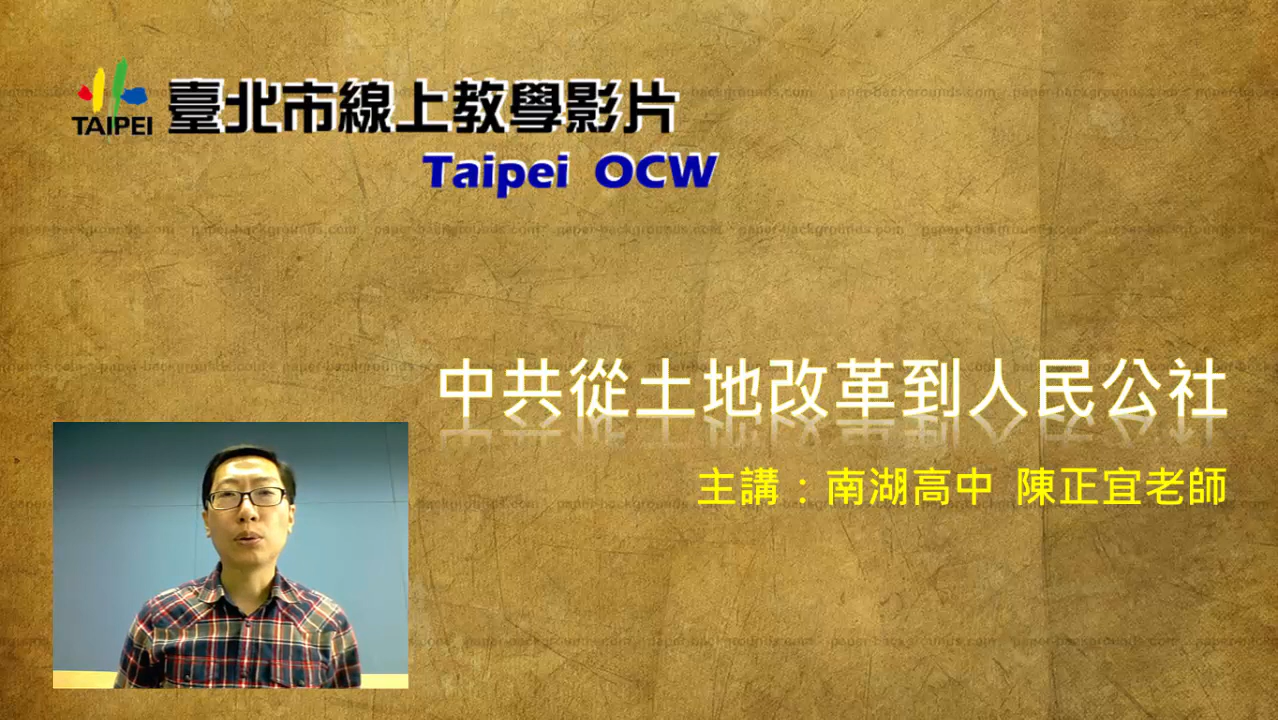 TAIPEI
臺北市線上教學影片
Taipei OCW
中共從土地改革到人民公社
主講：南湖高中 陳正宜老師